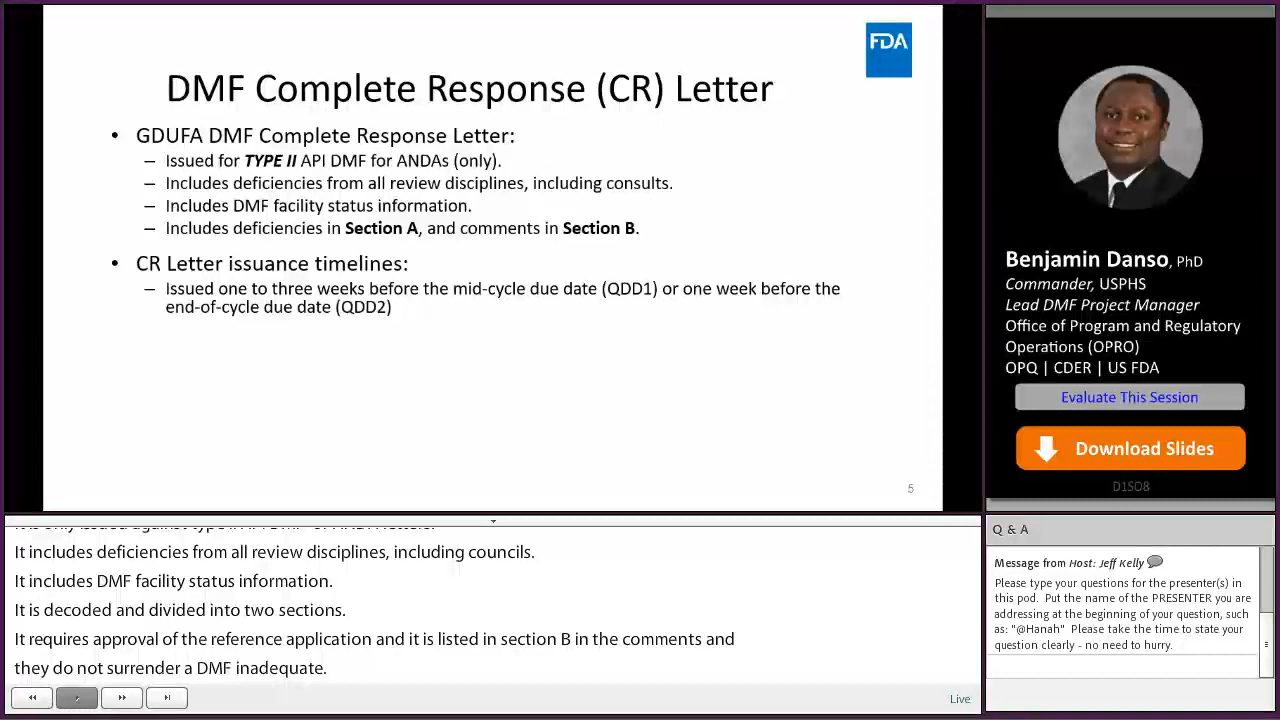 FDA
DMF Complete Response (CR) Letter
• GDUFA DMF Complete Response Letter:
– Issued for TYPE II API DMF for ANDAs (only).
– Includes deficiencies from all review disciplines, including consults.
– Includes DMF facility status information.
– Includes deficiencies in Section A, and comments in Section B.
• CR Letter issuance timelines:
– Issued one to three weeks before the mid-cycle due date (QDD1) or one week before the
end-of-cycle due date (QDD2)
5
It includes deficiencies from all review disciplines, including councils.
It includes DMF facility status information.
It is decoded and divided into two sections.
It requires approval of the reference application and it is listed in section B in the comments and
they do not surrender a DMF inadequate.
Live
Benjamin Danso, PhD
Commander, USPHS
Lead DMF Project Manager
Office of Program and Regulatory
Operations (OPRO)
OPQ | CDER | US FDA
Evaluate This Session
Download Slides
D1SO8
Q & A
Message from Host: Jeff Kelly
Please type your questions for the presenter(s) in
this pod. Put the name of the PRESENTER you are
addressing at the beginning of your question, such
as: "@Hanah" Please take the time to state your
question clearly - no need to hurry.